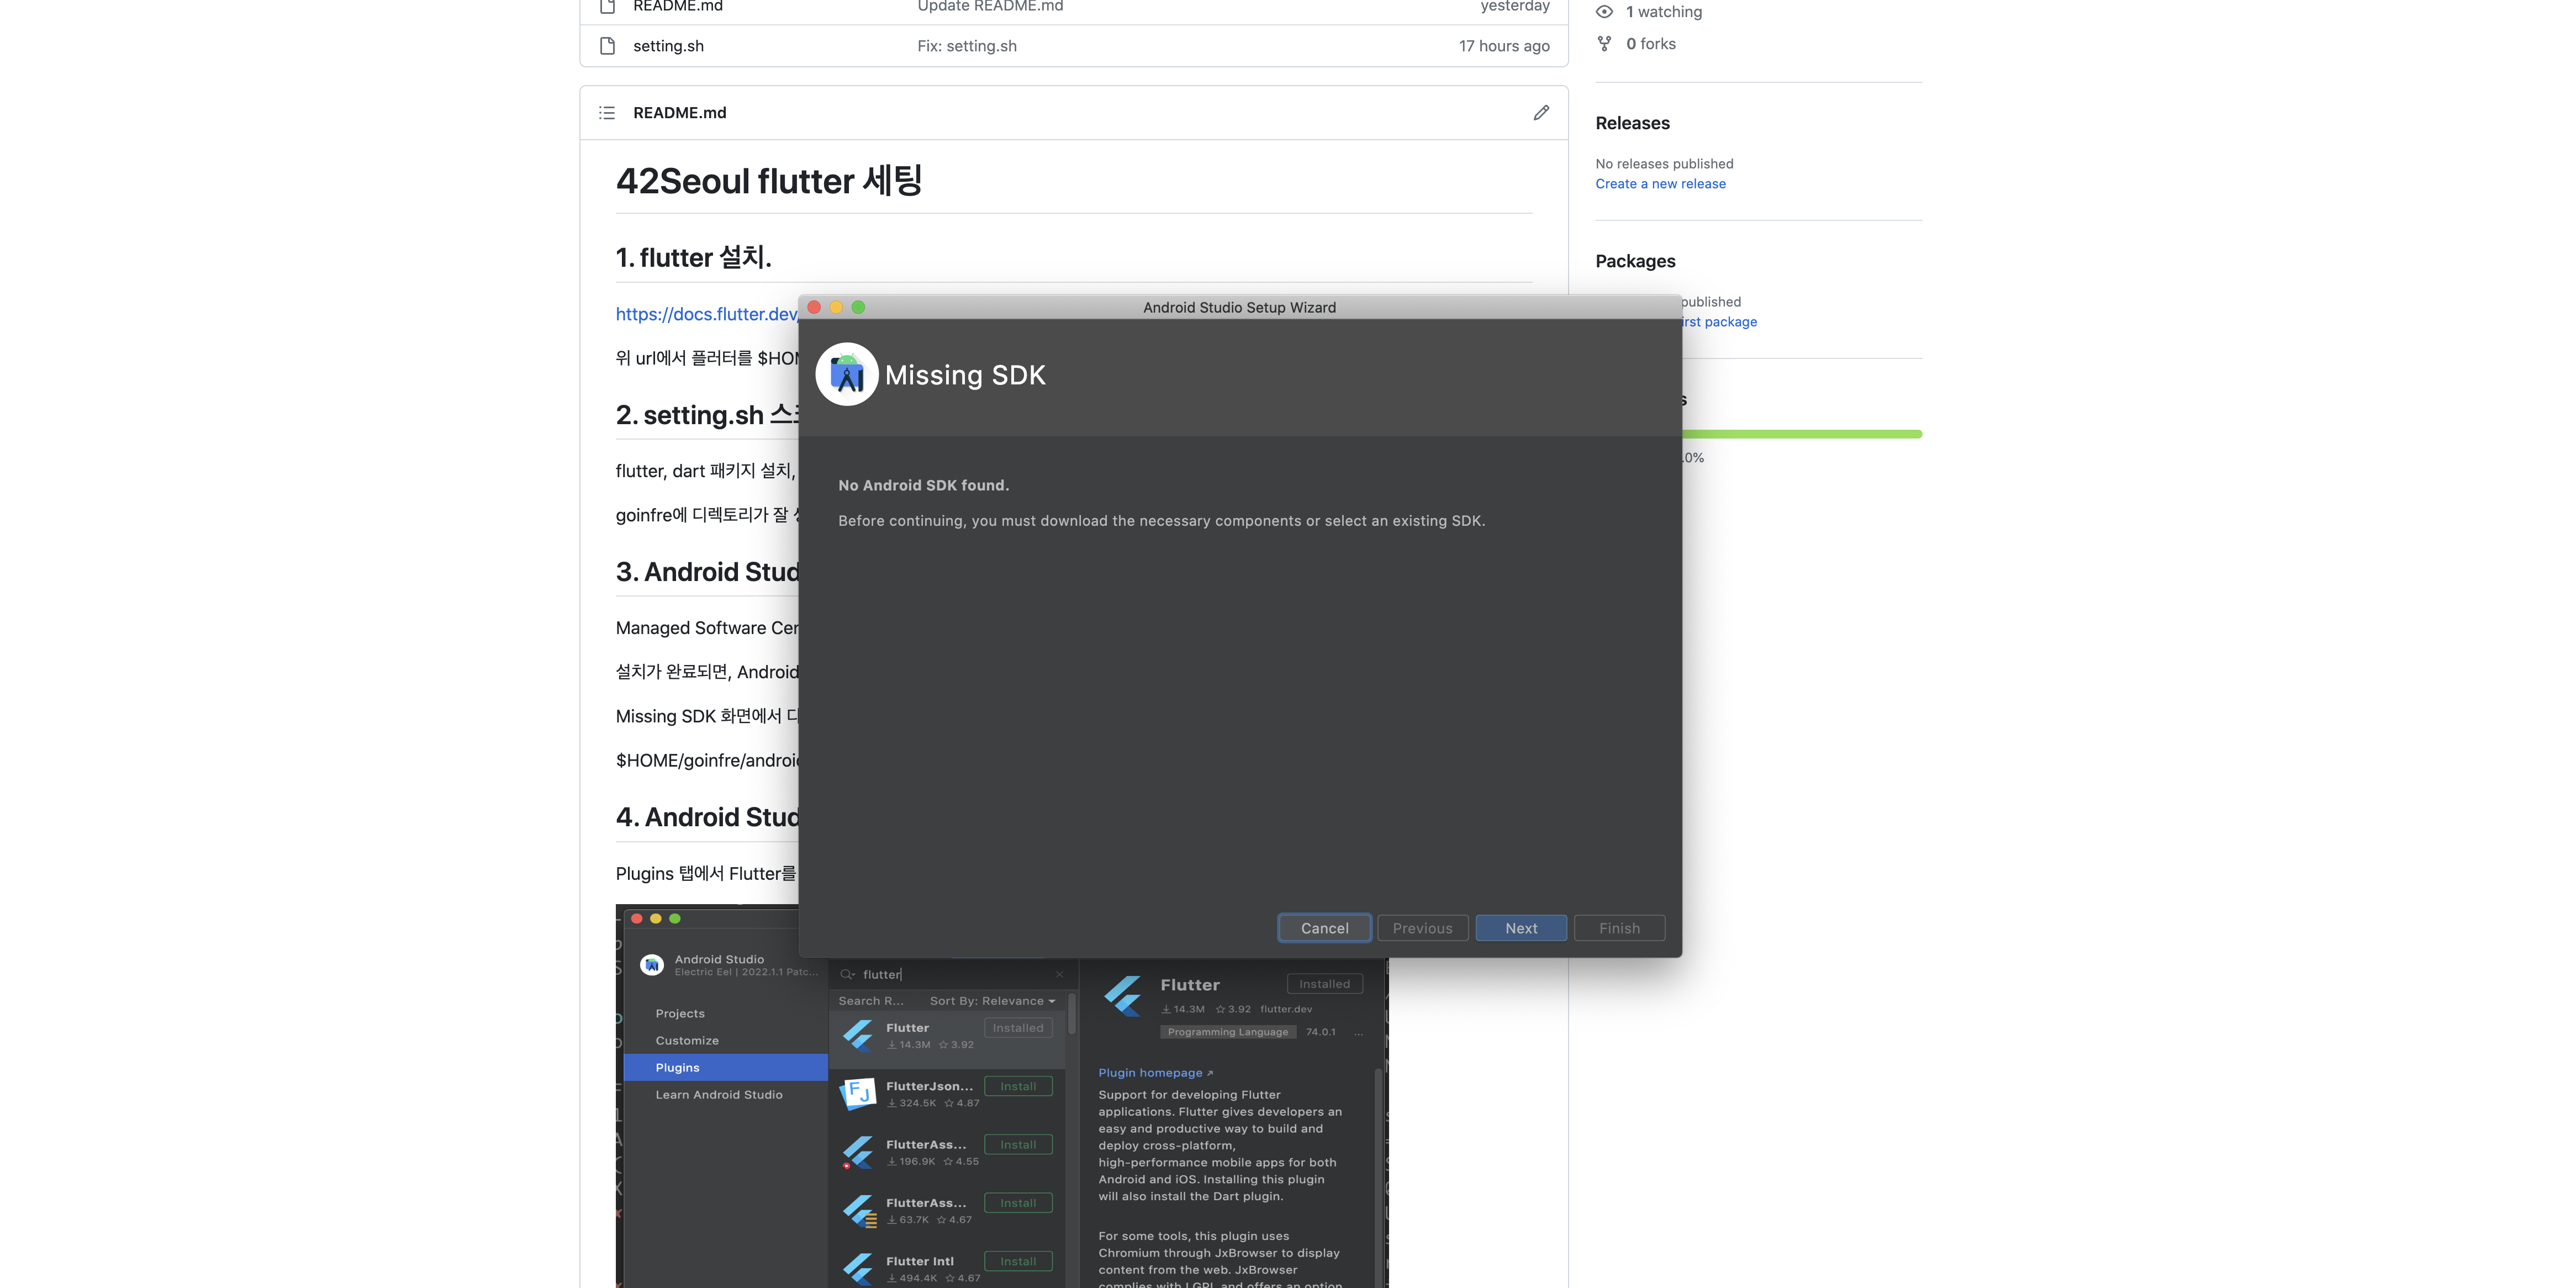 README.md Update README.md yesterday
setting.sh Fix: setting.sh 17 hours ago
1 watching
0 forks
README.md
Releases
No releases published
Create a new release
Packages
published
irst package
.0%
42Seoul flutter 세팅
1. flutter 설치.
https://docs.flutter.dev/
위 url에서 플러터를 $HOM
2. setting.sh
flutter, dart 패키지 설치,
goinfre에 디렉토리가 잘
3. Android Stud
Managed Software Cen
설치가 완료되면, Android
Missing SDK 화면에서
$HOME/goinfre/androi
4. Android Stud
Plugins 탭에서 Flutter를
Android Studio Setup Wizard
Missing SDK
No Android SDK found.
Before continuing, you must download the necessary components or select an existing SDK.
Cancel Previous Next Finish
Android Studio
Electric Eel | 2022.1.1 Patc...
Projects
Customize
Plugins
Learn Android Studio
flutter
Search R... Sort By: Relevance
Flutter Installed
14.3M 3.92
FlutterJson... Install
324.5K 4.87
FlutterAss... Install
196.9K 4.55
FlutterAss... Install
63.7K 4.67
Flutter Intl Install
494.4K 4.67
Flutter Installed
14.3M 3.92 flutter.dev
Programming Language 74.0.1 ...
Plugin homepage
Support for developing Flutter
applications. Flutter gives developers an
easy and productive way to build and
deploy cross-platform,
high-performance mobile apps for both
Android and iOS. Installing this plugin
will also install the Dart plugin.
For some tools, this plugin uses
Chromium through JxBrowser to display
content from the web. JxBrowser
complies with LGPL and offers an option